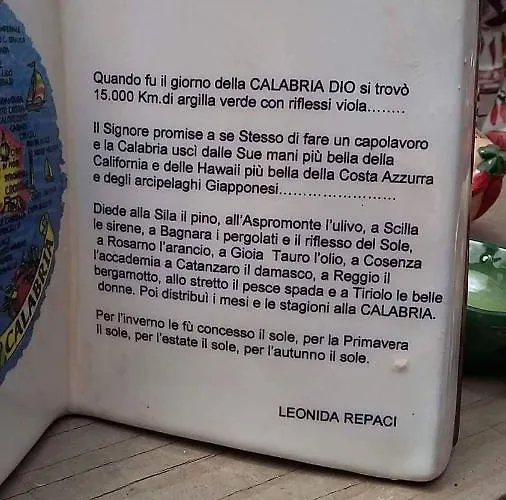 Quando fu il giorno della CALABRIA DIO si trovò
15.000 Km.di argilla verde con riflessi viola........
Il Signore promise a se Stesso di fare un capolavoro
e la Calabria uscì dalle Sue mani più bella della
California e delle Hawaii più bella della Costa Azzurra
e degli arcipelaghi Giapponesi.........................
Diede alla Sila il pino, all'Aspromonte l'ulivo, a Scilla
le sirene, a Bagnara i pergolati e il riflesso del Sole,
a Rosarno l'arancio, a Gioia Tauro l'olio, a Cosenza
l'accademia a Catanzaro il damasco, a Reggio il
bergamotto, allo stretto il pesce spada e a Tiriolo le belle
donne. Poi distribuì i mesi e le stagioni alla CALABRIA.
Per l'inverno le fù concesso il sole, per la Primavera
il sole, per l'estate il sole, per l'autunno il sole.
LEONIDA REPACI
CALABRIA